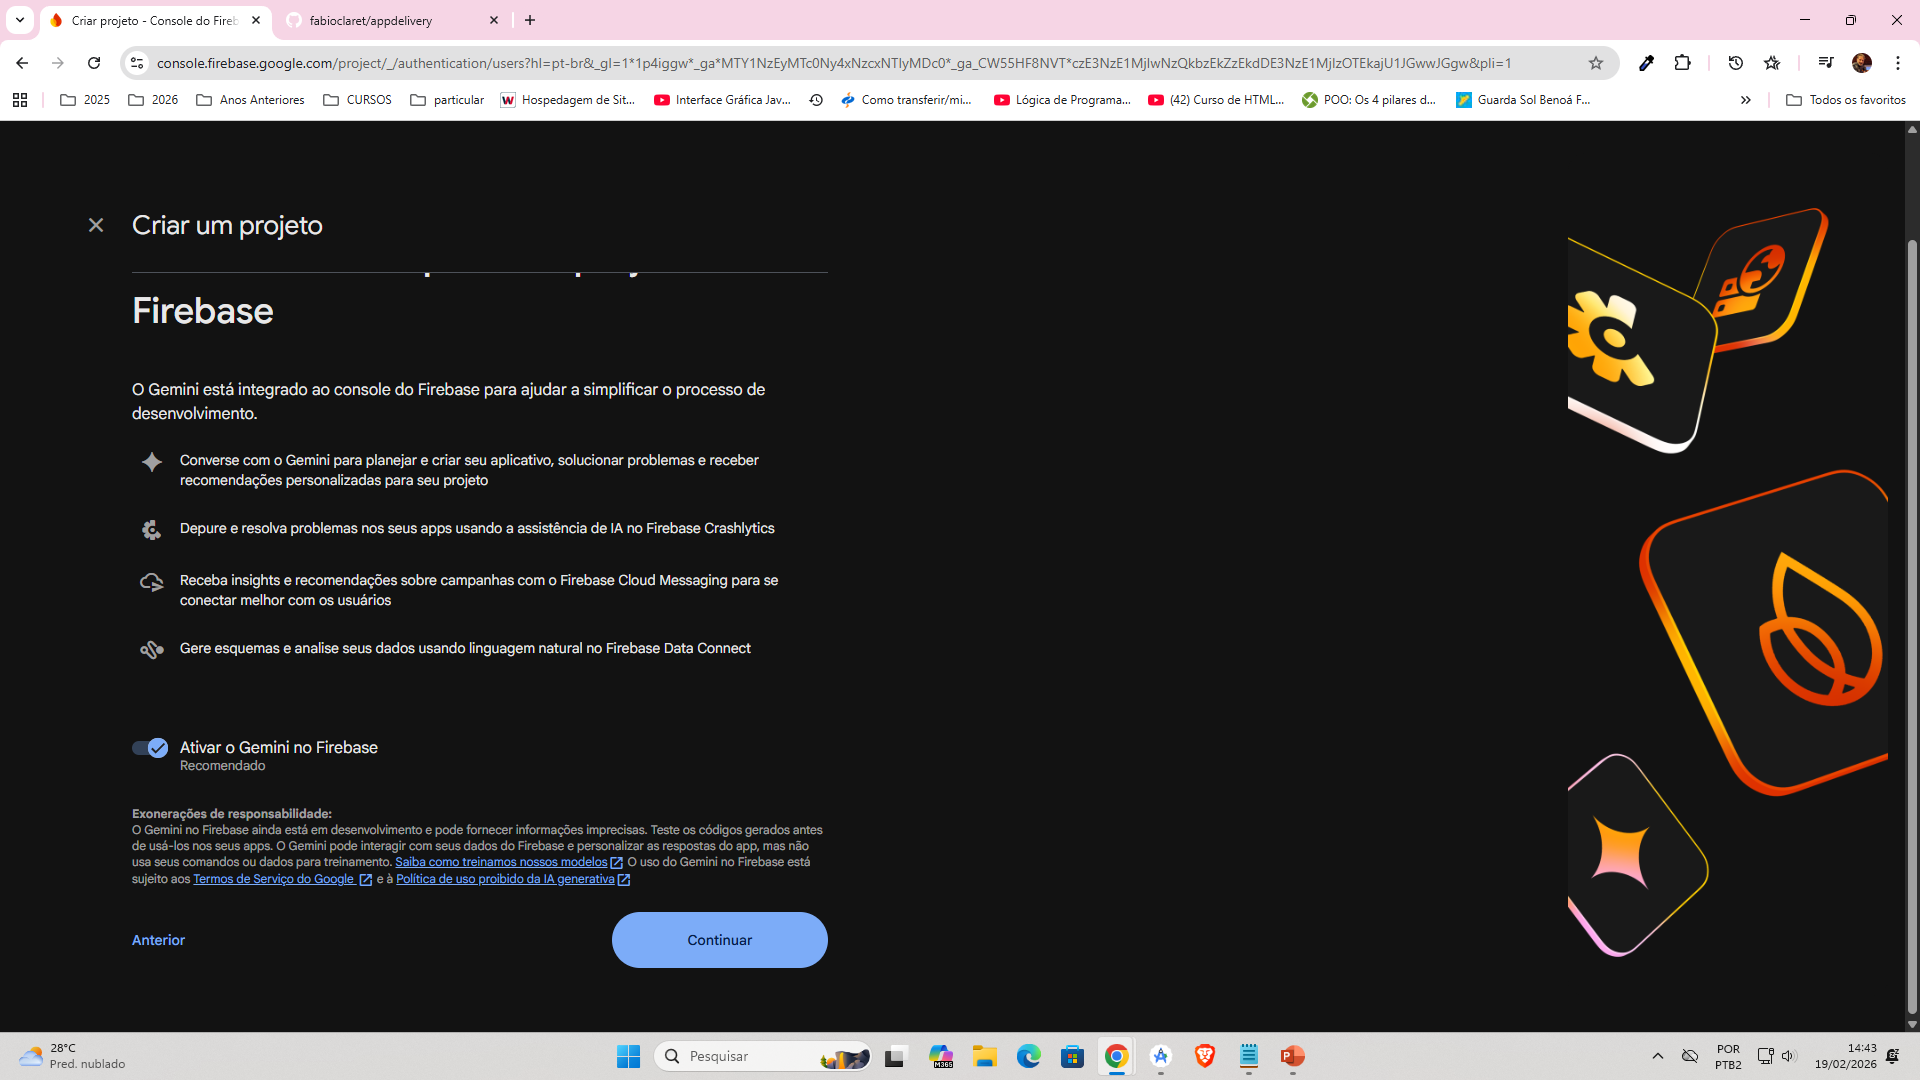 Criar projeto - Console do Fireb
fabioclaret/appdelivery
console.firebase.google.com/project/_/authentication/users?hl=pt-br&_gl=1*1p4iggw*_ga*MTY1NzEyMTc0Ny4xNzcxNTIyMDc0*_ga_CW55HF8NVT*czE3NzE1MjIwNzQkbzEkZzEkdDE3NzE1MjIzOTEkajU1JGwwJGgw&pli=1
2025
2026
Anos Anteriores
CURSOS
particular
Hospedagem de Sit...
Interface Gráfica Jav...
Como transferir/mi...
Lógica de Programa...
(42) Curso de HTML...
POO: Os 4 pilares d...
Guarda Sol Benoá F...
Todos os favoritos
Criar um projeto
Firebase
O Gemini está integrado ao console do Firebase para ajudar a simplificar o processo de
desenvolvimento.
Converse com o Gemini para planejar e criar seu aplicativo, solucionar problemas e receber
recomendações personalizadas para seu projeto
Depure e resolva problemas nos seus apps usando a assistência de IA no Firebase Crashlytics
Receba insights e recomendações sobre campanhas com o Firebase Cloud Messaging para se
conectar melhor com os usuários
Gere esquemas e analise seus dados usando linguagem natural no Firebase Data Connect
Ativar o Gemini no Firebase
Recomendado
Exonerações de responsabilidade:
O Gemini no Firebase ainda está em desenvolvimento e pode fornecer informações imprecisas. Teste os códigos gerados antes
de usá-los nos seus apps. O Gemini pode interagir com seus dados do Firebase e personalizar as respostas do app, mas não
usa seus comandos ou dados para treinamento. Saiba como treinamos nossos modelos O uso do Gemini no Firebase está
sujeito aos Termos de Serviço do Google e à Política de uso proibido da IA generativa
Anterior
Continuar
28°C
Pred. nublado
Pesquisar
M365
POR
PTB2
14:43
19/02/2026